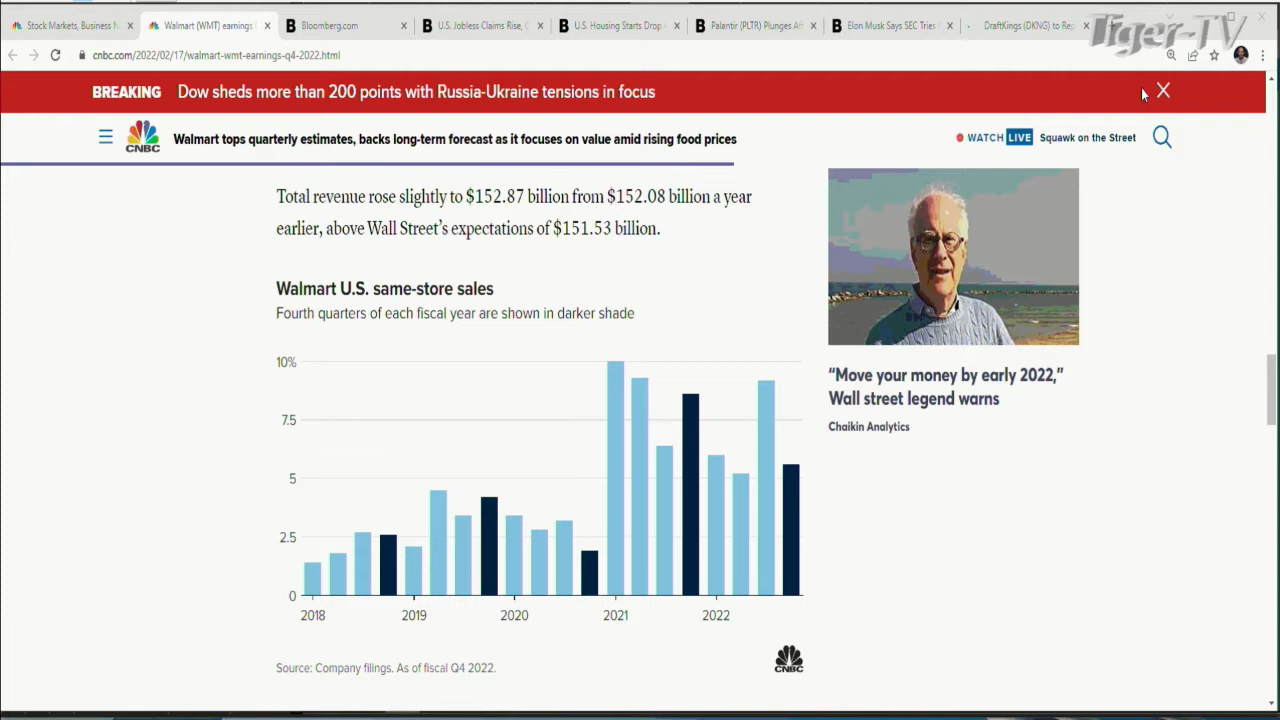 Stock Markets, Business N
Walmart (WMT) earnings
Bloomberg.com
U.S. Jobless Claims Rise, C
U.S. Housing Starts Drop
Palantir (PLTR) Plunges Af
Elon Musk Says SEC Tries
DraftKings (DKNG) to Rep
Tiger-TV
cnbc.com/2022/02/17/walmart-wmt-earnings-q4-2022.html
BREAKING Dow sheds more than 200 points with Russia-Ukraine tensions in focus
CNBC
Walmart tops quarterly estimates, backs long-term forecast as it focuses on value amid rising food prices
WATCH LIVE Squawk on the Street
Total revenue rose slightly to $152.87 billion from $152.08 billion a year
earlier, above Wall Street's expectations of $151.53 billion.
Walmart U.S. same-store sales
Fourth quarters of each fiscal year are shown in darker shade
10%
7.5
5
2.5
0
2018 2019 2020 2021 2022
Source: Company filings. As of fiscal Q4 2022.
CNBC
“Move your money by early 2022,”
Wall street legend warns
Chaikin Analytics